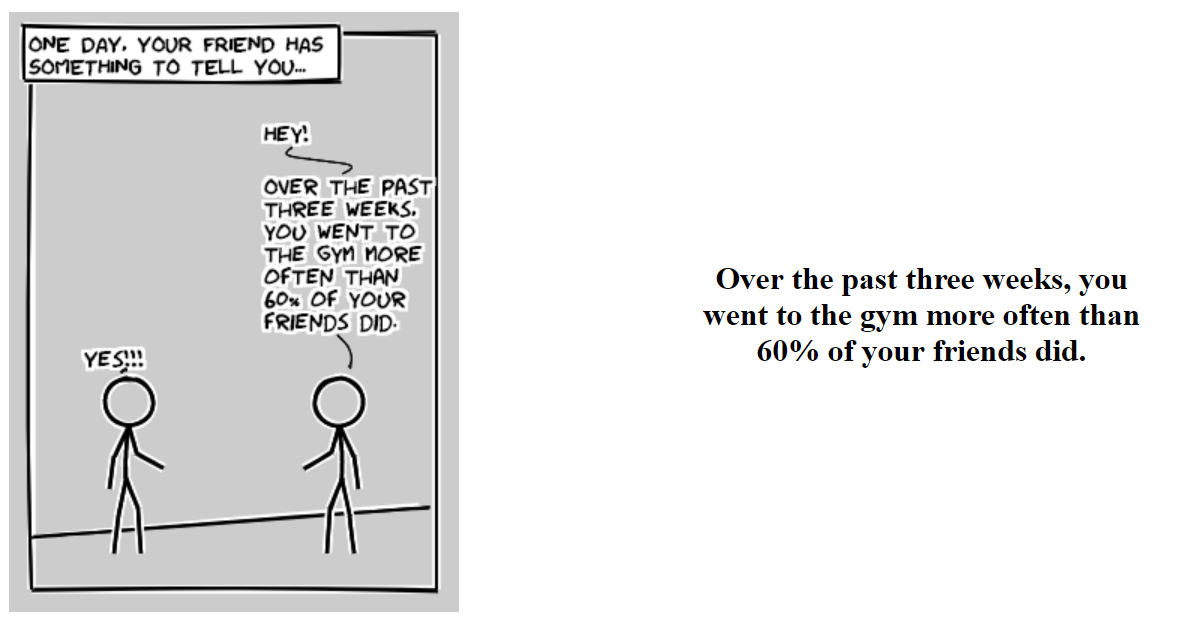 ONE DAY, YOUR FRIEND HAS
SOMETHING TO TELL YOU...
HEY!
OVER THE PAST
THREE WEEKS,
YOU WENT TO
THE GYM MORE
OFTEN THAN
60% OF YOUR
FRIENDS DID.
YES!!!
Over the past three weeks, you
went to the gym more often than
60% of your friends did.